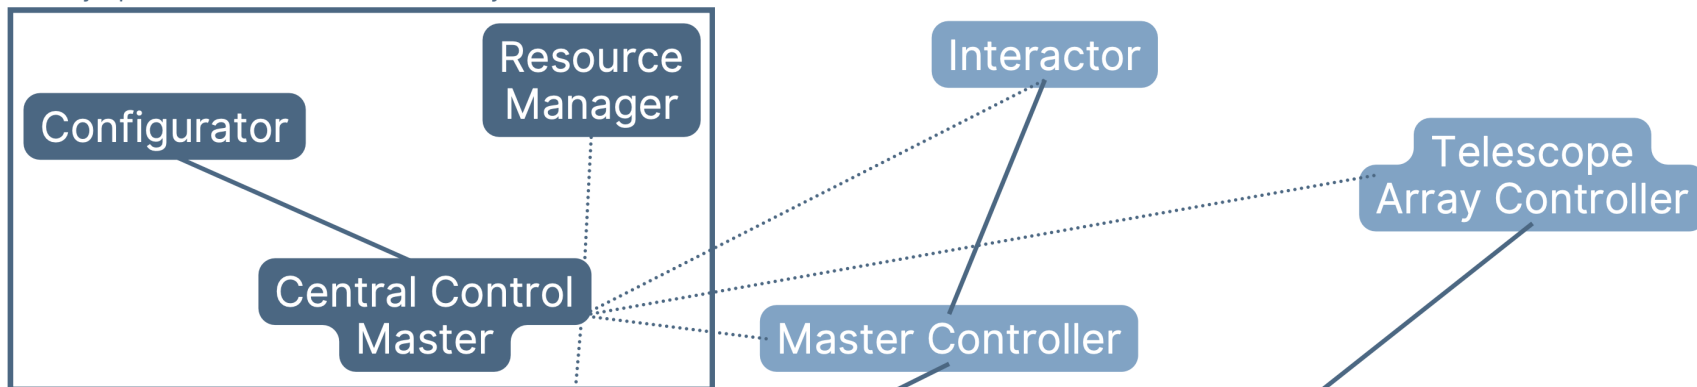 Resource
Manager
Interactor
Configurator
Telescope
Array Controller
Central Control
Master
Master Controller